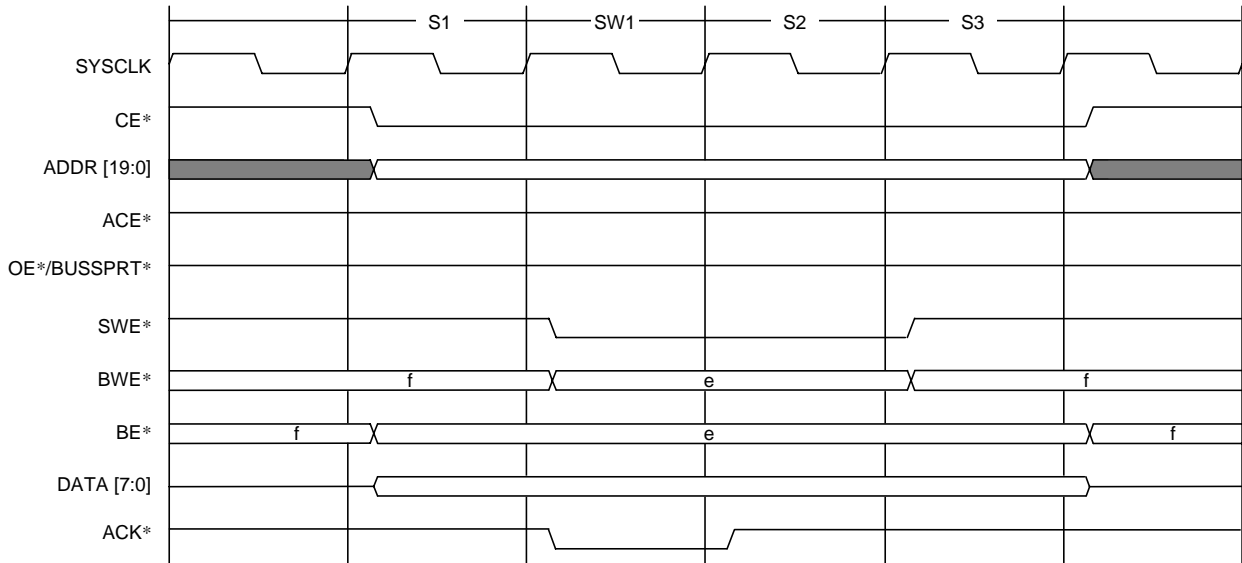 S1 SW1 S2 S3
SYSCLK
CE*
ADDR [19:0]
ACE*
OE*/BUSSPRT*
SWE*
BWE* f e f
BE* f e f
DATA [7:0]
ACK*